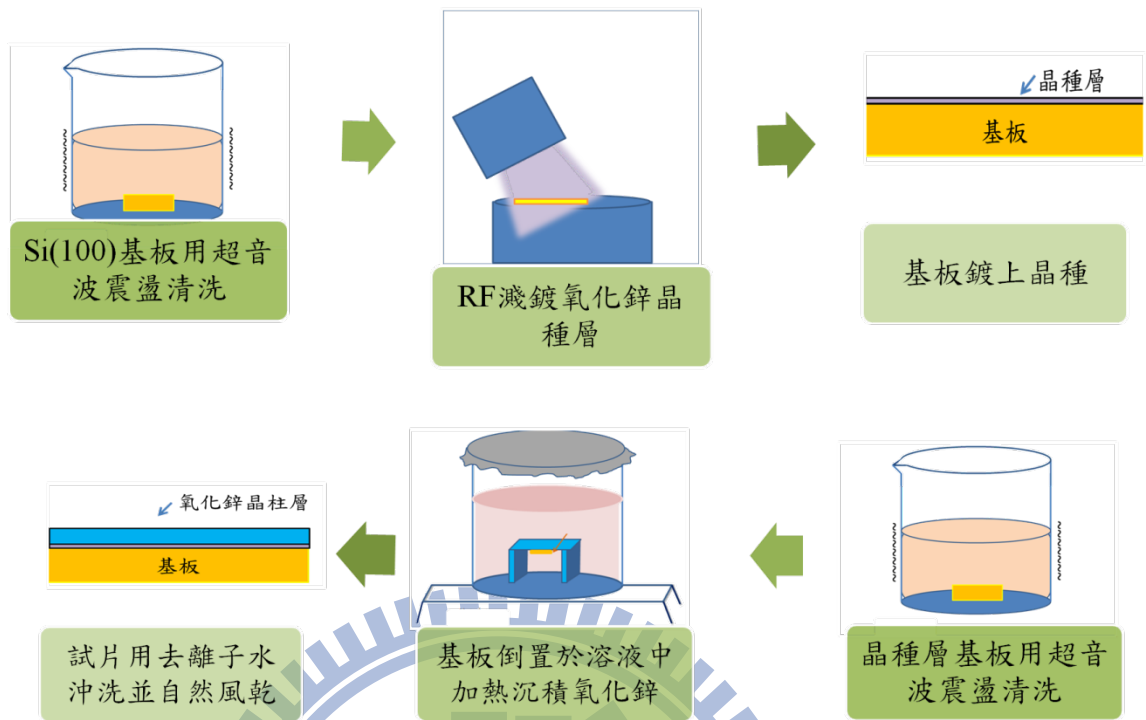 晶種層
基板
Si(100)基板用超音
波震盪清洗
RF濺鍍氧化鋅晶
種層
基板鍍上晶種
氧化鋅晶柱層
基板
試片用去離子水
沖洗並自然風乾
基板倒置於溶液中
加熱沉積氧化鋅
晶種層基板用超音
波震盪清洗